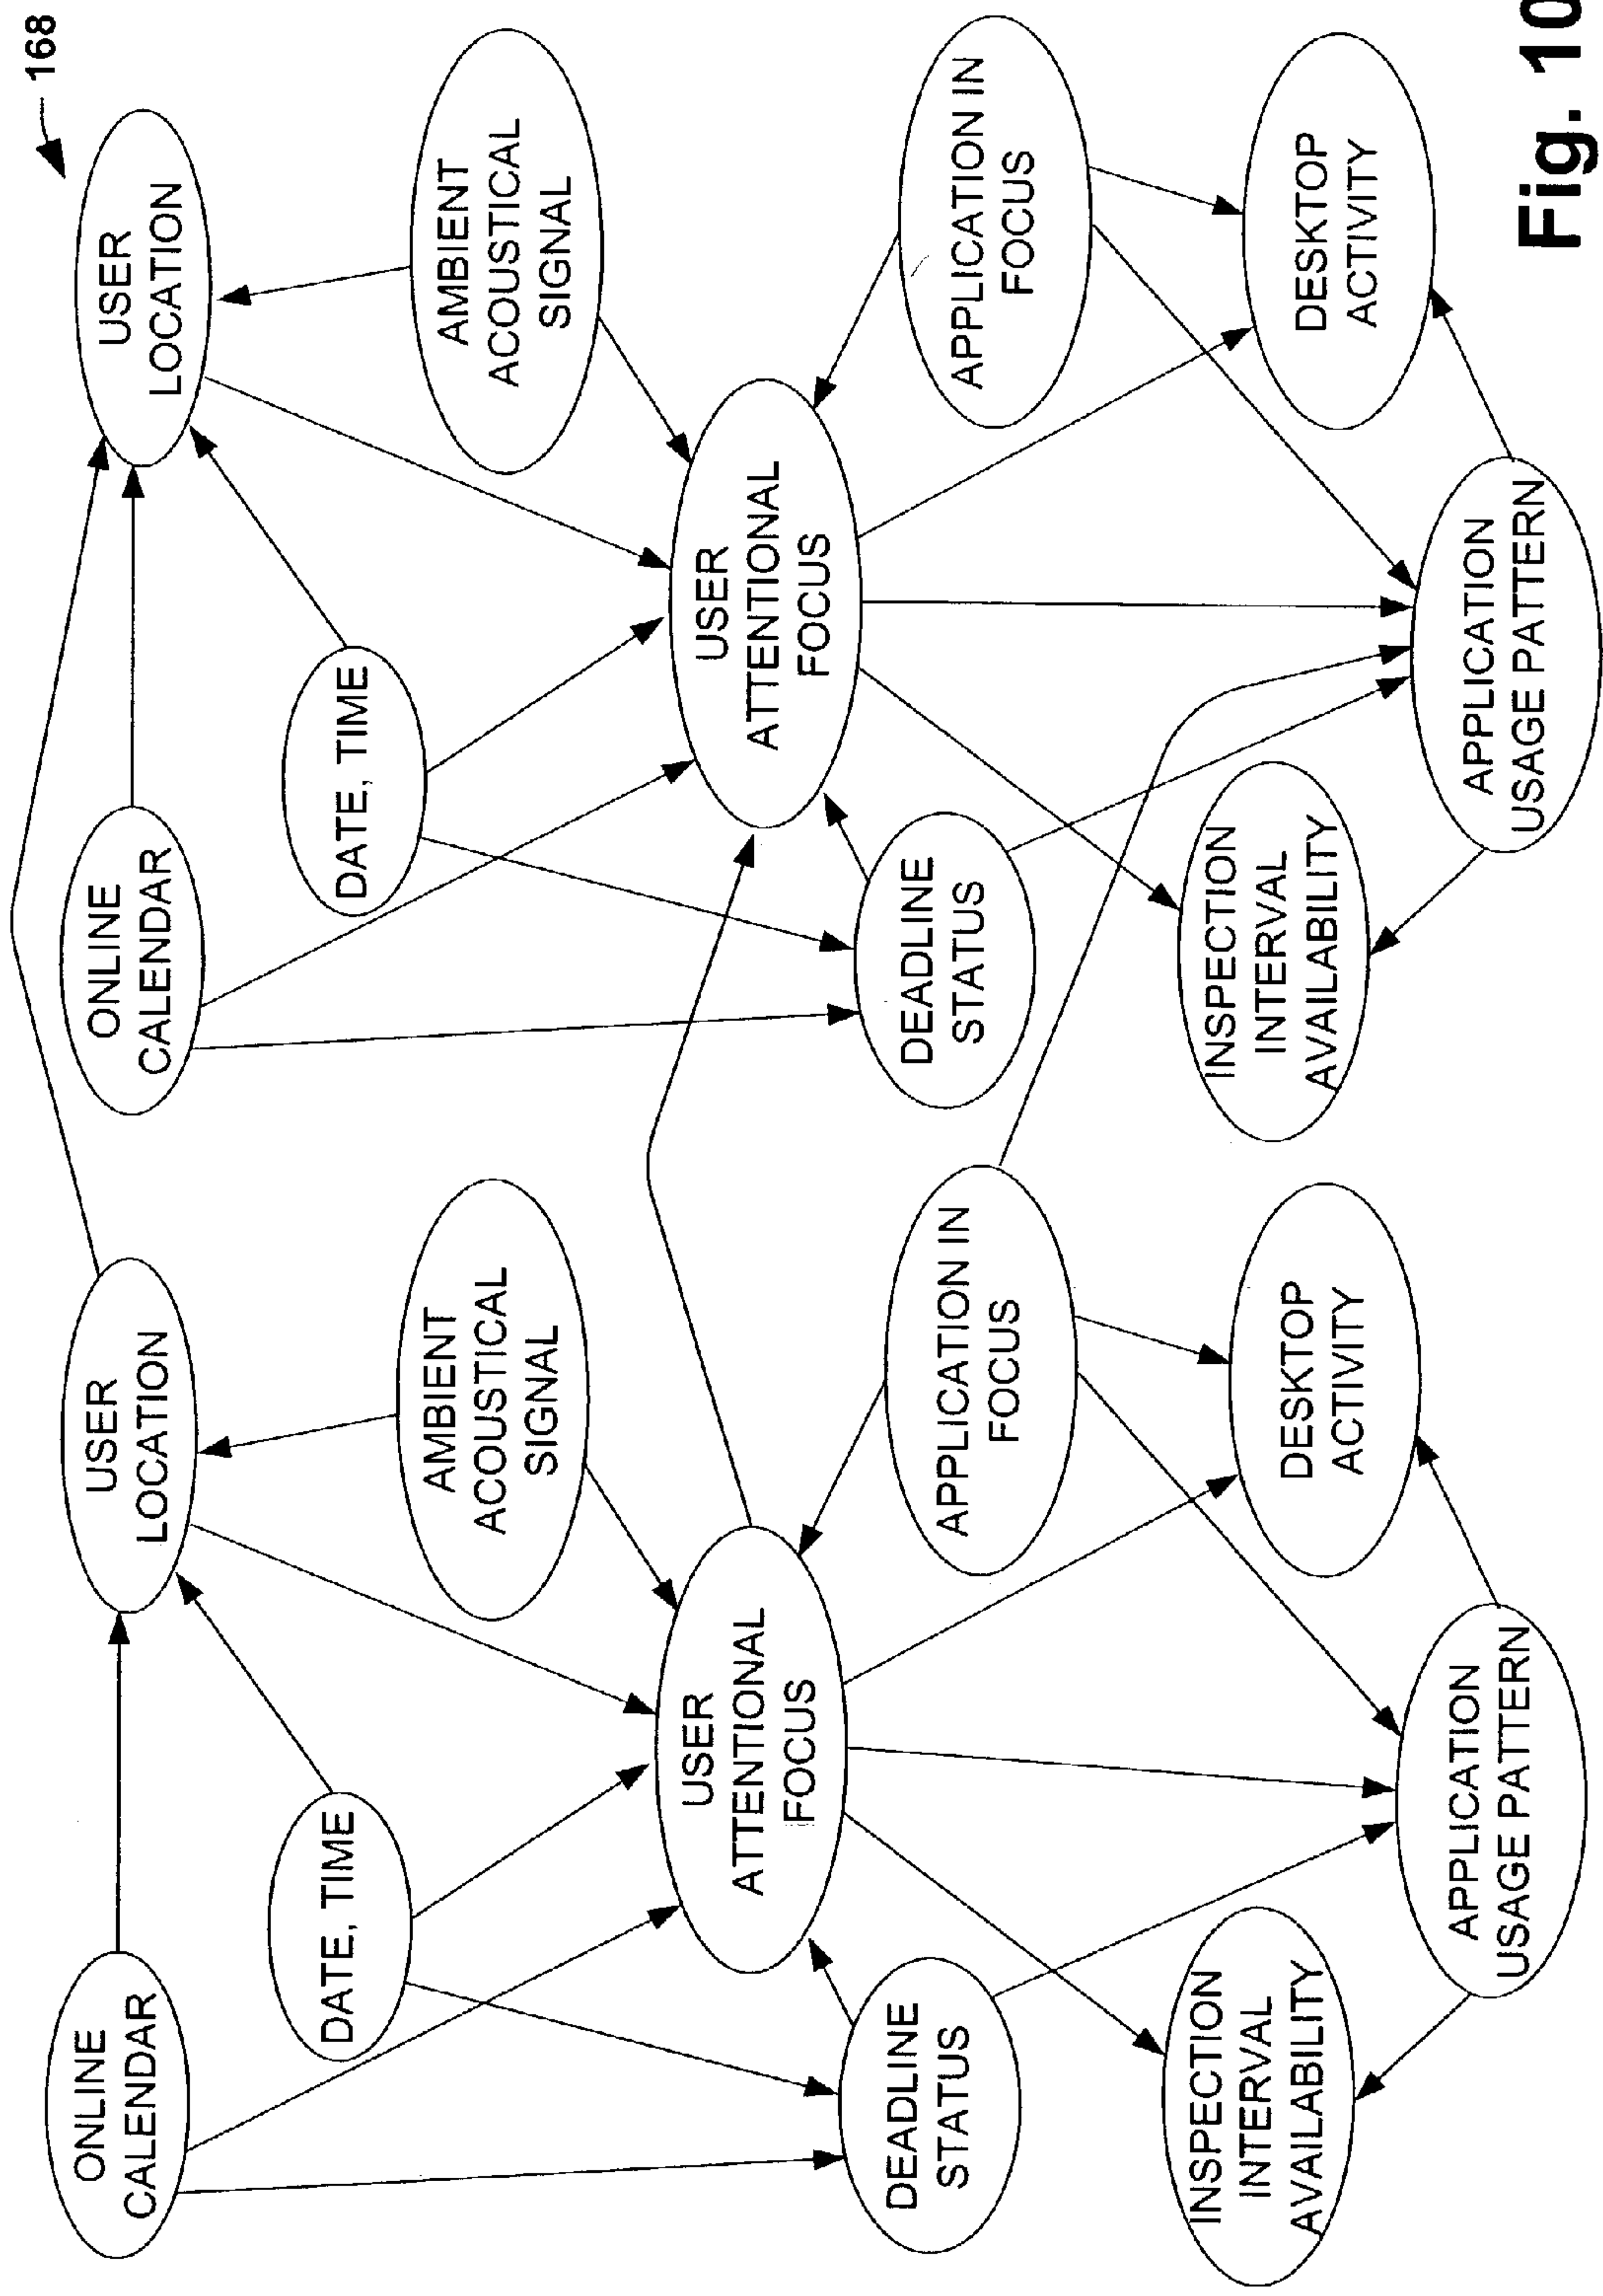 168
ONLINE
CALENDAR
USER
LOCATION
DATE, TIME
AMBIENT
ACOUSTICAL
SIGNAL
USER
ATTENTIONAL
FOCUS
DEADLINE
STATUS
APPLICATION IN
FOCUS
INSPECTION
INTERVAL
AVAILABILITY
DESKTOP
ACTIVITY
APPLICATION
USAGE PATTERN
ONLINE
CALENDAR
USER
LOCATION
DATE, TIME
AMBIENT
ACOUSTICAL
SIGNAL
USER
ATTENTIONAL
FOCUS
DEADLINE
STATUS
APPLICATION IN
FOCUS
INSPECTION
INTERVAL
AVAILABILITY
DESKTOP
ACTIVITY
APPLICATION
USAGE PATTERN
Fig. 10